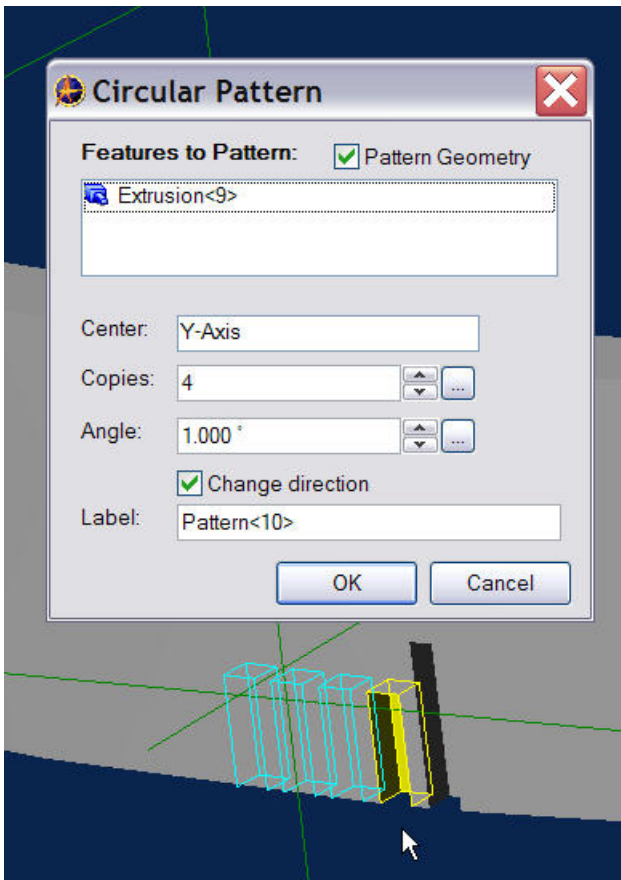 Circular Pattern
Features to Pattern: Pattern Geometry
Extrusion<9>
Center: Y-Axis
Copies: 4 ...
Angle: 1.000 ° ...
Change direction
Label: Pattern<10>
OK Cancel